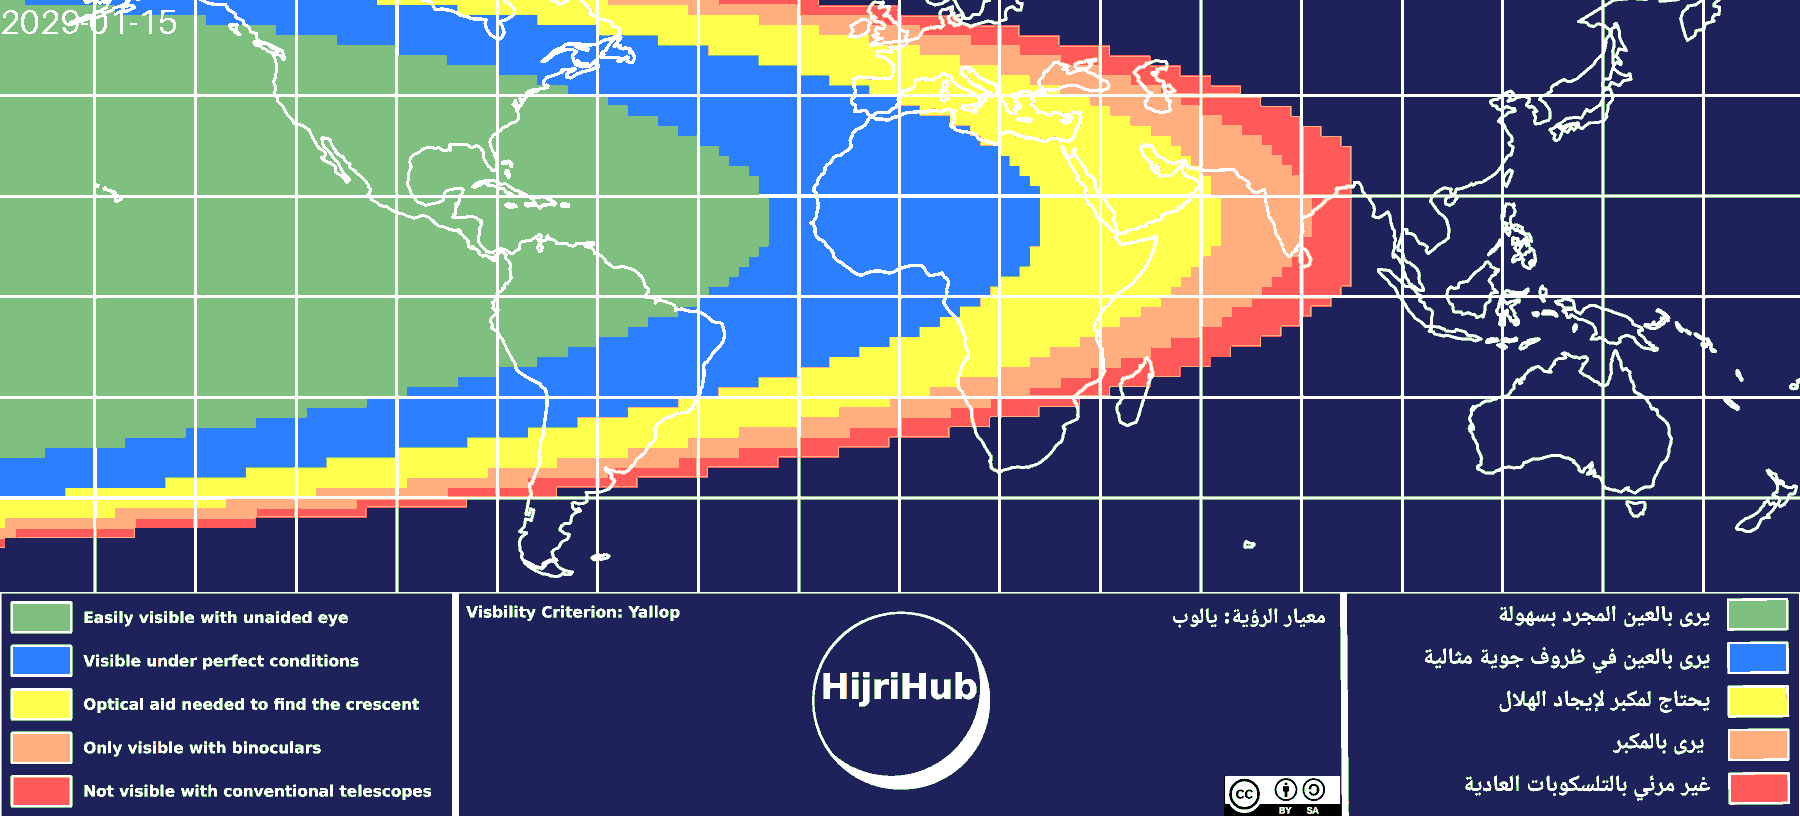 2029-01-15
Easily visible with unaided eye
Visible under perfect conditions
Optical aid needed to find the crescent
Only visible with binoculars
Not visible with conventional telescopes
Visbility Criterion: Yallop
معيار الرؤية: يالوب
HijriHub
cc
BY SA
يرى بالعين المجرد بسهولة
يرى بالعين في ظروف جوية مثالية
يحتاج لمكبر لإيجاد الهلال
يرى بالمكبر
غير مرئي بالتلسكوبات العادية